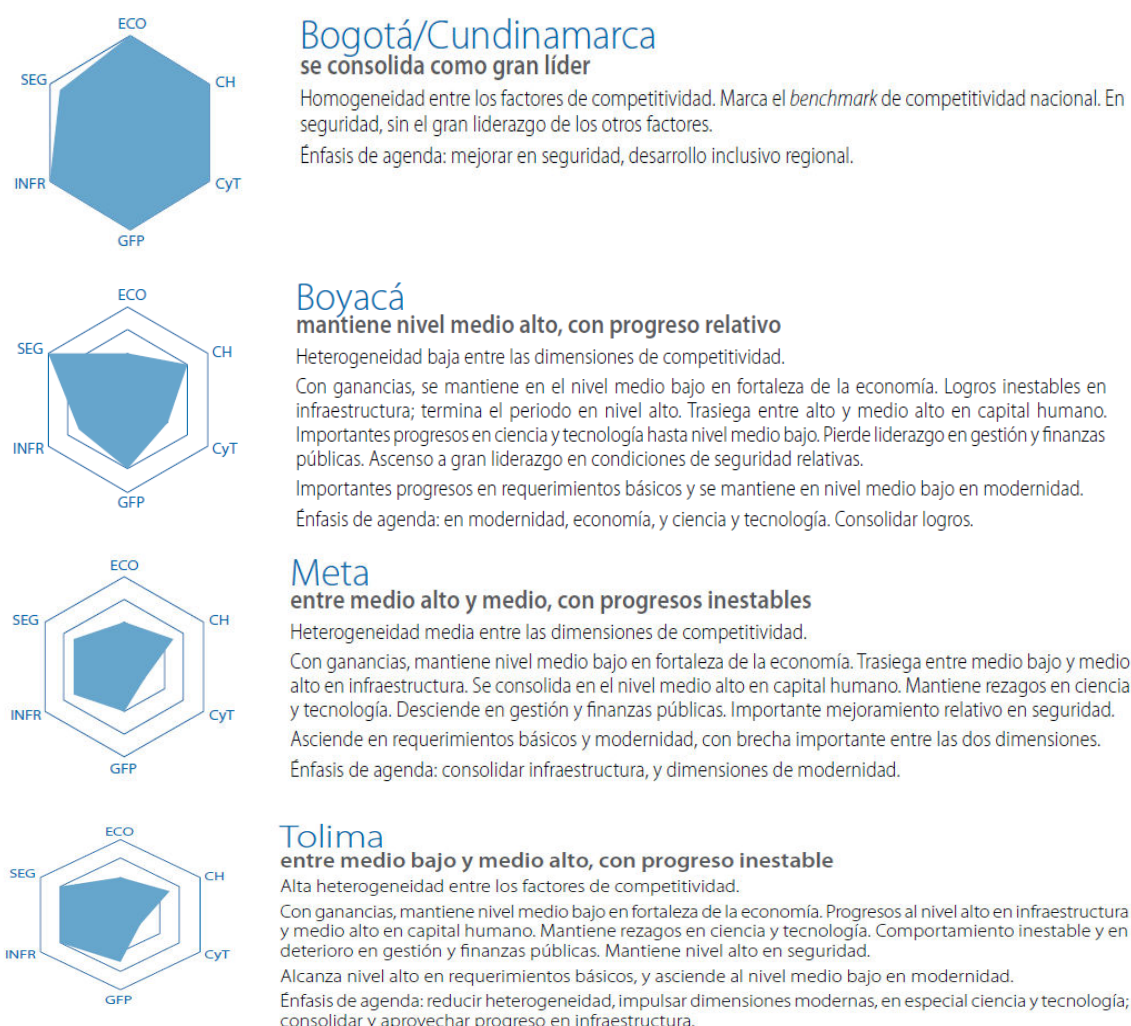 ECO
SEG
CH
INFR
CyT
GFP
Bogotá/Cundinamarca
se consolida como gran líder
Homogeneidad entre los factores de competitividad. Marca el benchmark de competitividad nacional. En
seguridad, sin el gran liderazgo de los otros factores.
Énfasis de agenda: mejorar en seguridad, desarrollo inclusivo regional.
ECO
SEG
CH
INFR
CyT
GFP
Boyacá
mantiene nivel medio alto, con progreso relativo
Heterogeneidad baja entre las dimensiones de competitividad.
Con ganancias, se mantiene en el nivel medio bajo en fortaleza de la economía. Logros inestables en
infraestructura; termina el periodo en nivel alto. Trasiega entre alto y medio alto en capital humano.
Importantes progresos en ciencia y tecnología hasta nivel medio bajo. Pierde liderazgo en gestión y finanzas
públicas. Ascenso a gran liderazgo en condiciones de seguridad relativas.
Importantes progresos en requerimientos básicos y se mantiene en nivel medio bajo en modernidad.
Énfasis de agenda: en modernidad, economía, y ciencia y tecnología. Consolidar logros.
ECO
SEG
CH
INFR
CyT
GFP
Meta
entre medio alto y medio, con progresos inestables
Heterogeneidad media entre las dimensiones de competitividad.
Con ganancias, mantiene nivel medio bajo en fortaleza de la economía. Trasiega entre medio bajo y medio
alto en infraestructura. Se consolida en el nivel medio alto en capital humano. Mantiene rezagos en ciencia
y tecnología. Desciende en gestión y finanzas públicas. Importante mejoramiento relativo en seguridad.
Asciende en requerimientos básicos y modernidad, con brecha importante entre las dos dimensiones.
Énfasis de agenda: consolidar infraestructura, y dimensiones de modernidad.
ECO
SEG
CH
INFR
CyT
GFP
Tolima
entre medio bajo y medio alto, con progreso inestable
Alta heterogeneidad entre los factores de competitividad.
Con ganancias, mantiene nivel medio bajo en fortaleza de la economía. Progresos al nivel alto en infraestructura
y medio alto en capital humano. Mantiene rezagos en ciencia y tecnología. Comportamiento inestable y en
deterioro en gestión y finanzas públicas. Mantiene nivel alto en seguridad.
Alcanza nivel alto en requerimientos básicos, y asciende al nivel medio bajo en modernidad.
Énfasis de agenda: reducir heterogeneidad, impulsar dimensiones modernas, en especial ciencia y tecnología;
consolidar y aprovechar progreso en infraestructura.